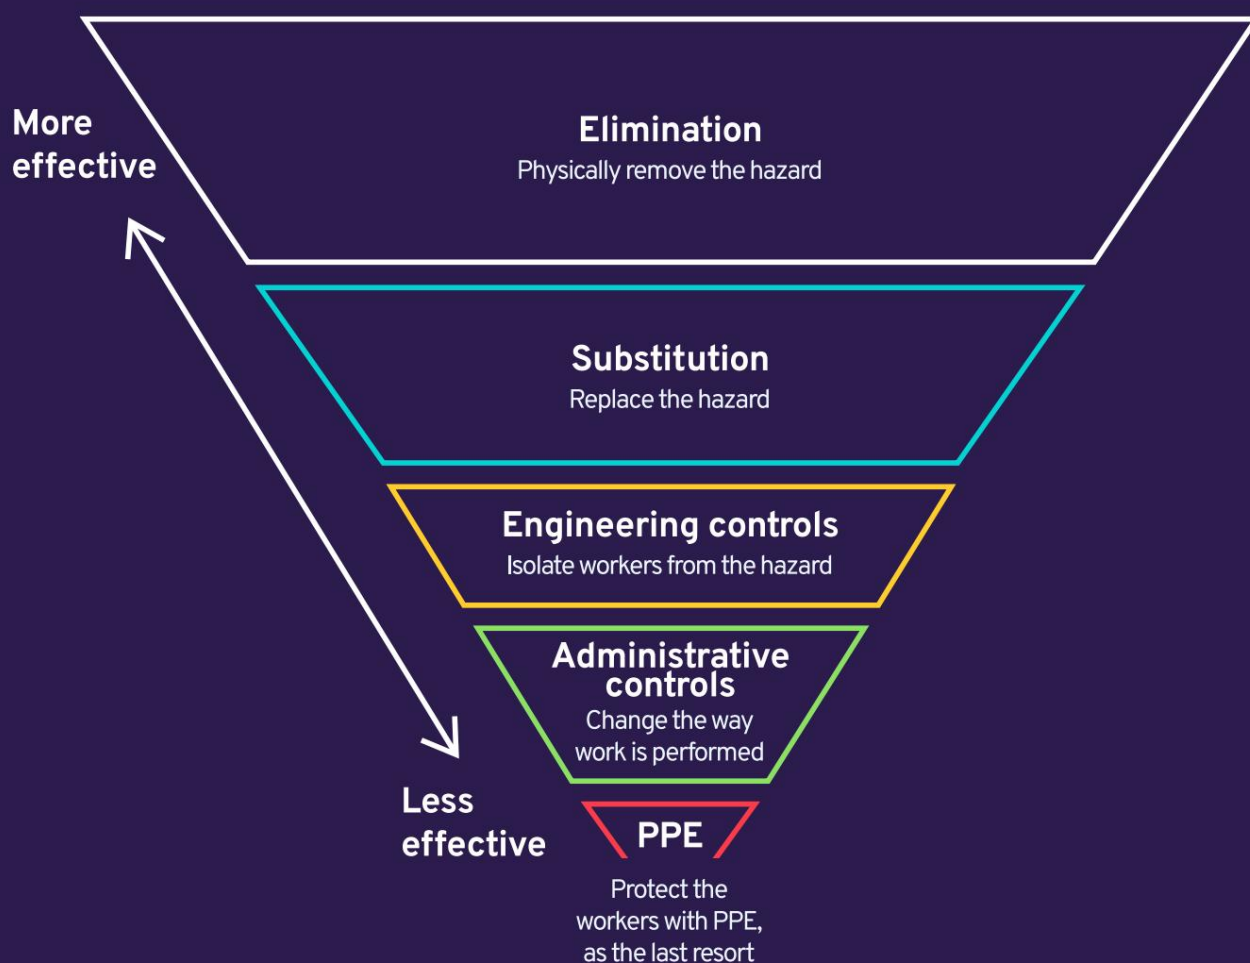 More
effective
Elimination
Physically remove the hazard
Substitution
Replace the hazard
Engineering controls
Isolate workers from the hazard
Administrative
controls
Change the way
work is performed
Less
effective
PPE
Protect the
workers with PPE,
as the last resort